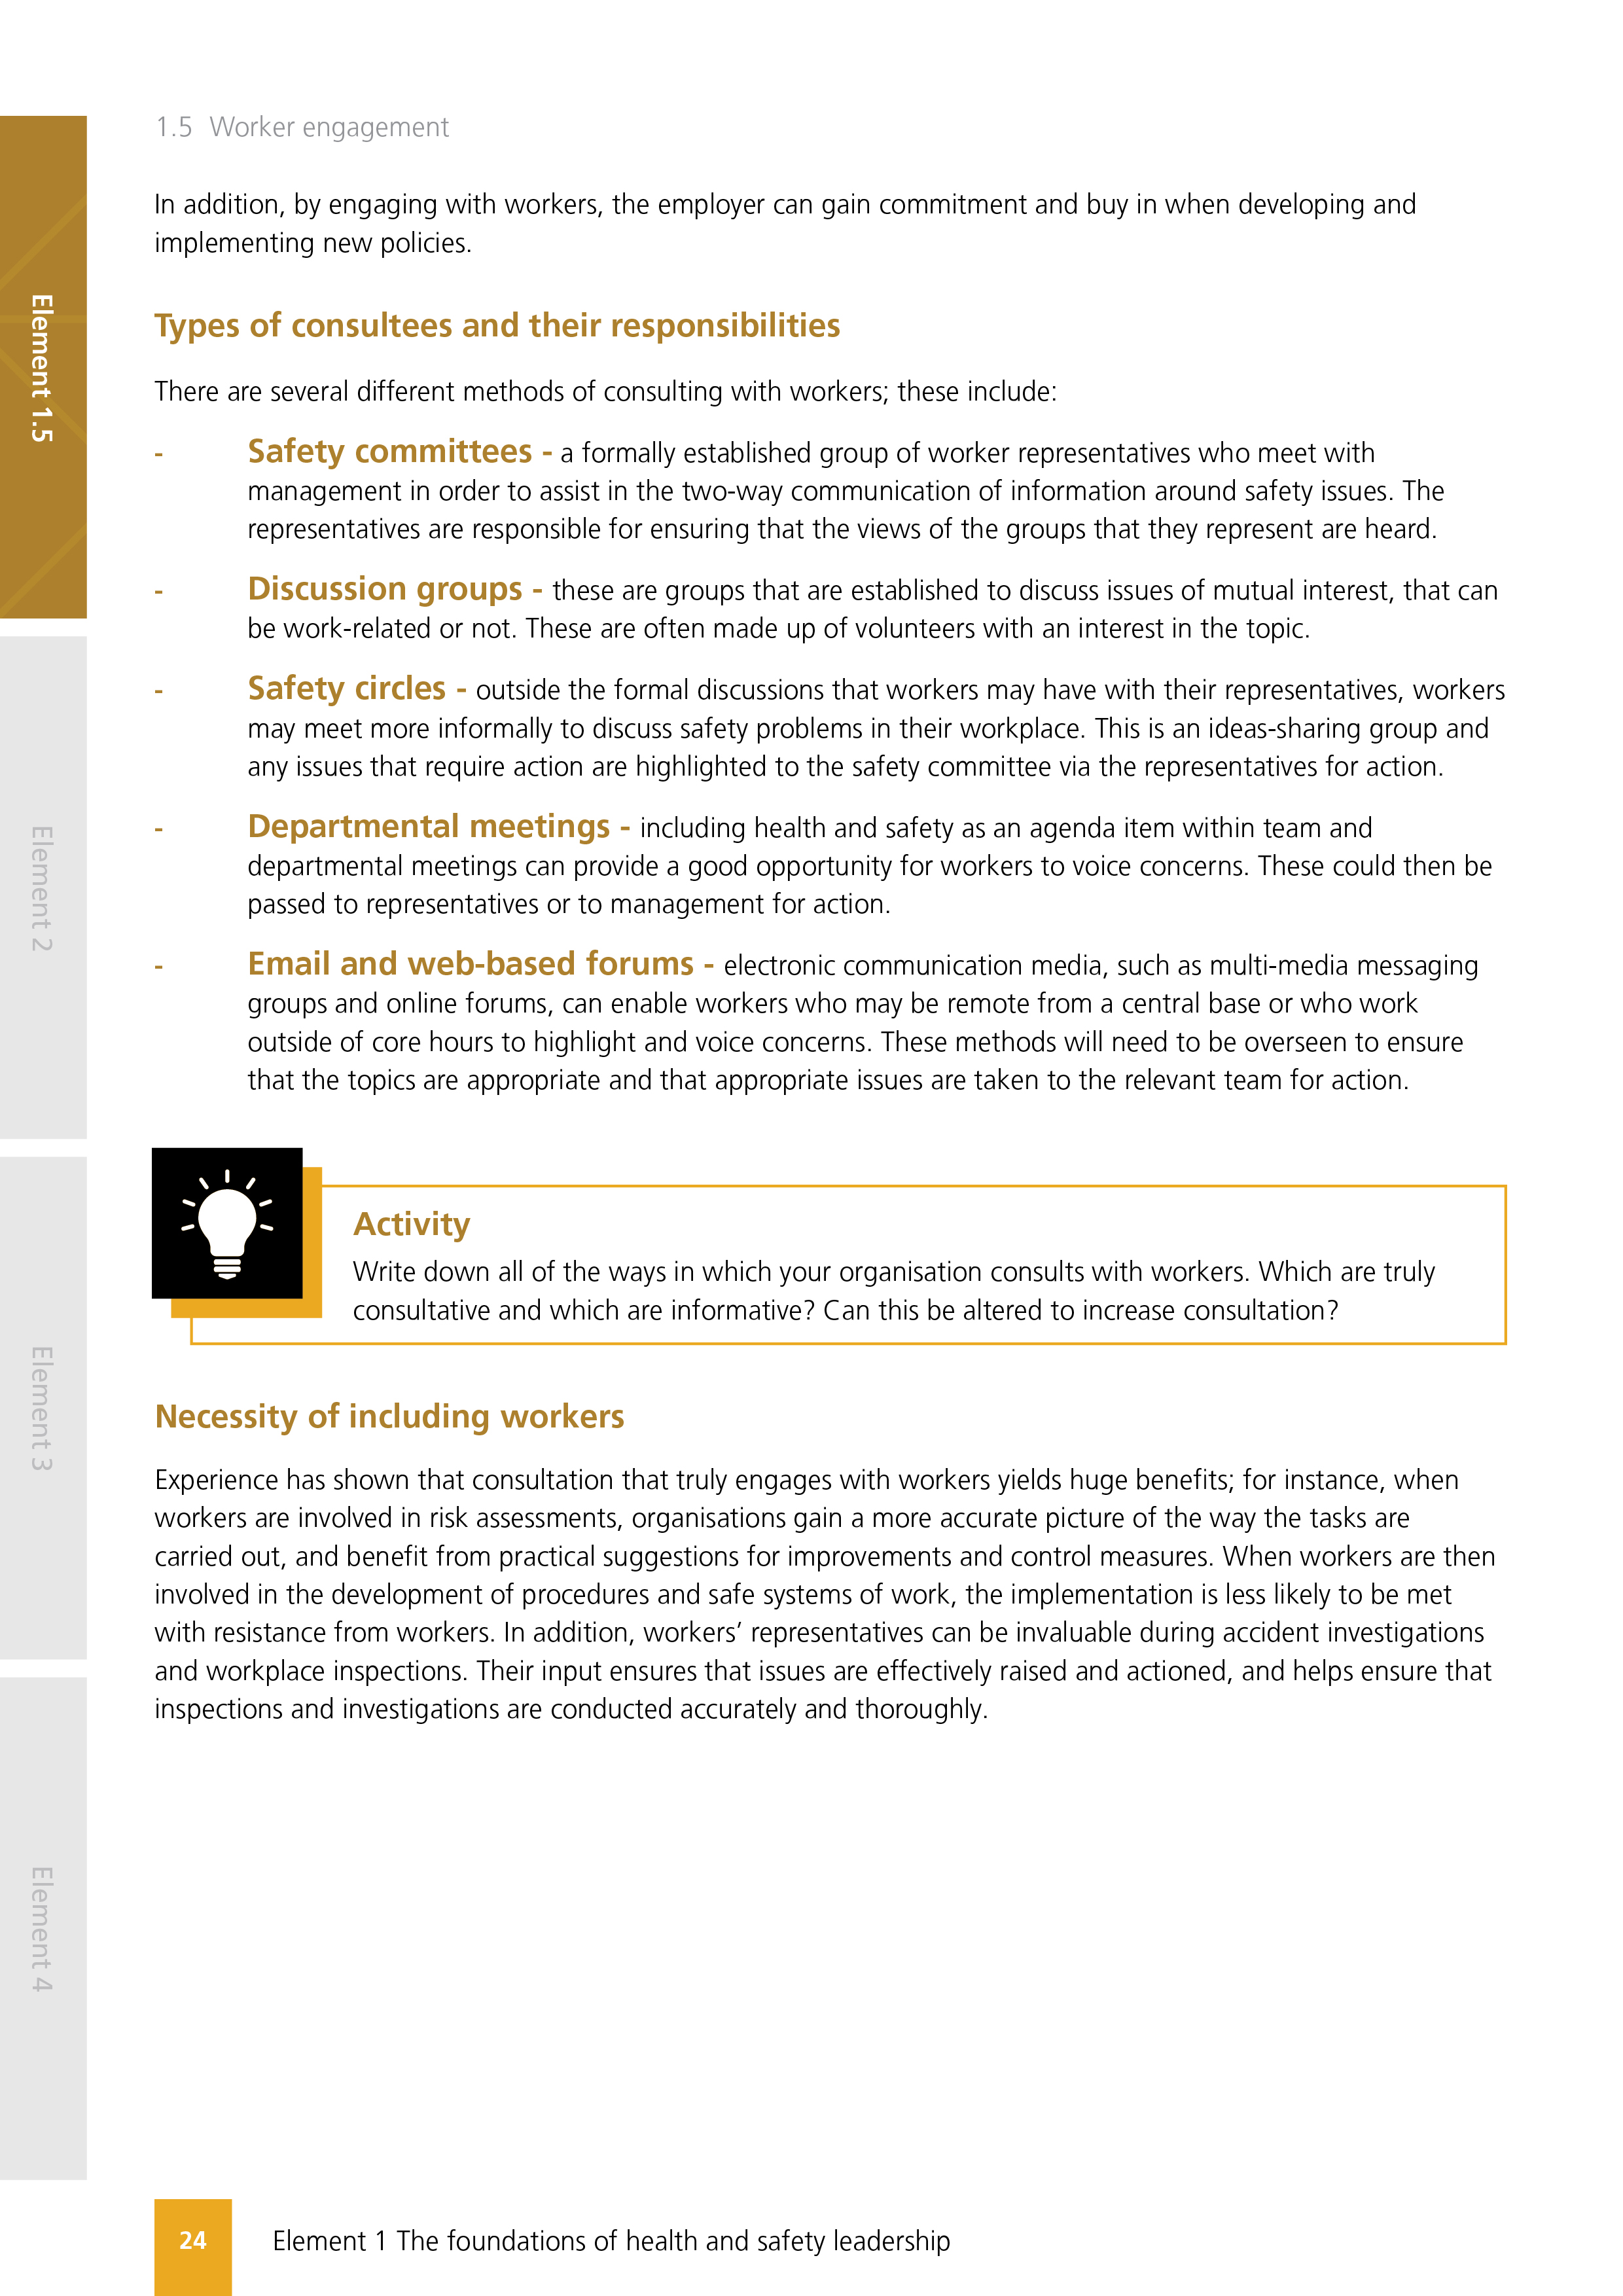 1.5 Worker engagement
In addition, by engaging with workers, the employer can gain commitment and buy in when developing and
implementing new policies.
Types of consultees and their responsibilities
There are several different methods of consulting with workers; these include:
- Safety committees - a formally established group of worker representatives who meet with
management in order to assist in the two-way communication of information around safety issues. The
representatives are responsible for ensuring that the views of the groups that they represent are heard.
- Discussion groups - these are groups that are established to discuss issues of mutual interest, that can
be work-related or not. These are often made up of volunteers with an interest in the topic.
- Safety circles - outside the formal discussions that workers may have with their representatives, workers
may meet more informally to discuss safety problems in their workplace. This is an ideas-sharing group and
any issues that require action are highlighted to the safety committee via the representatives for action.
- Departmental meetings - including health and safety as an agenda item within team and
departmental meetings can provide a good opportunity for workers to voice concerns. These could then be
passed to representatives or to management for action.
- Email and web-based forums - electronic communication media, such as multi-media messaging
groups and online forums, can enable workers who may be remote from a central base or who work
outside of core hours to highlight and voice concerns. These methods will need to be overseen to ensure
that the topics are appropriate and that appropriate issues are taken to the relevant team for action.
Activity
Write down all of the ways in which your organisation consults with workers. Which are truly
consultative and which are informative? Can this be altered to increase consultation?
Necessity of including workers
Experience has shown that consultation that truly engages with workers yields huge benefits; for instance, when
workers are involved in risk assessments, organisations gain a more accurate picture of the way the tasks are
carried out, and benefit from practical suggestions for improvements and control measures. When workers are then
involved in the development of procedures and safe systems of work, the implementation is less likely to be met
with resistance from workers. In addition, workers’ representatives can be invaluable during accident investigations
and workplace inspections. Their input ensures that issues are effectively raised and actioned, and helps ensure that
inspections and investigations are conducted accurately and thoroughly.
Element 1.5
Element 2
Element 3
Element 4
24 Element 1 The foundations of health and safety leadership